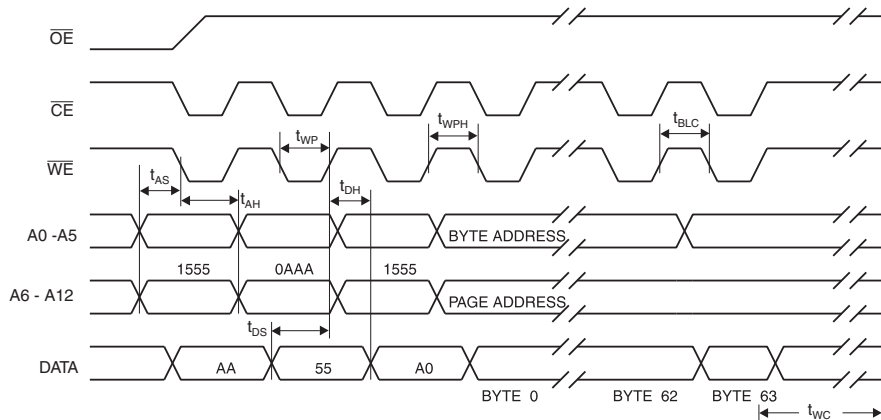 OE
CE
tWP
tWPH
tBLC
WE
tAS
tAH
tDH
A0 -A5
BYTE ADDRESS
1555 0AAA 1555
A6 - A12
PAGE ADDRESS
tDS
DATA
AA 55 A0
BYTE 0 BYTE 62 BYTE 63
tWC